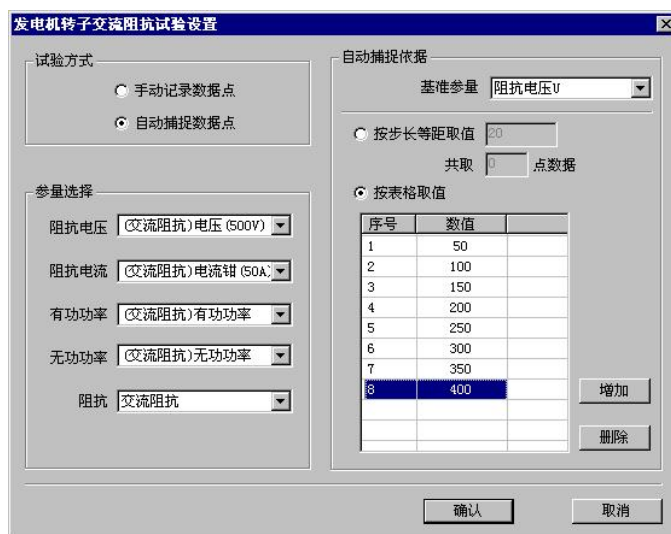 发电机转子交流阻抗试验设置
试验方式
手动记录数据点
自动捕捉数据点
参量选择
阻抗电压 (交流阻抗)电压(500V)
阻抗电流 (交流阻抗)电流钳(50A)
有功功率 (交流阻抗)有功功率
无功功率 (交流阻抗)无功功率
阻抗 交流阻抗
自动捕捉依据
基准参量 阻抗电压U
按步长等距取值 20
共取 0 点数据
按表格取值
序号 数值
1 50
2 100
3 150
4 200
5 250
6 300
7 350
8 400
增加
删除
确认 取消